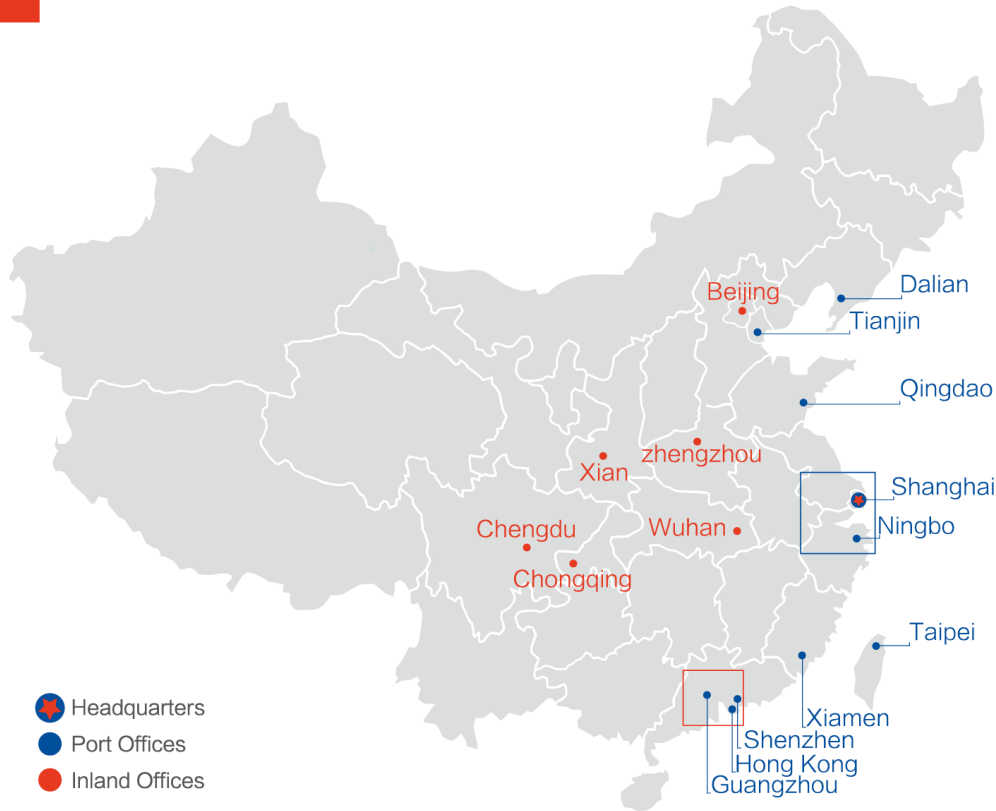 Dalian
Beijing
Tianjin
Qingdao
zhengzhou
Xian
Shanghai
Chengdu
Wuhan
Ningbo
Chongqing
Taipei
Headquarters
Xiamen
Port Offices
Shenzhen
Hong Kong
Inland Offices
Guangzhou